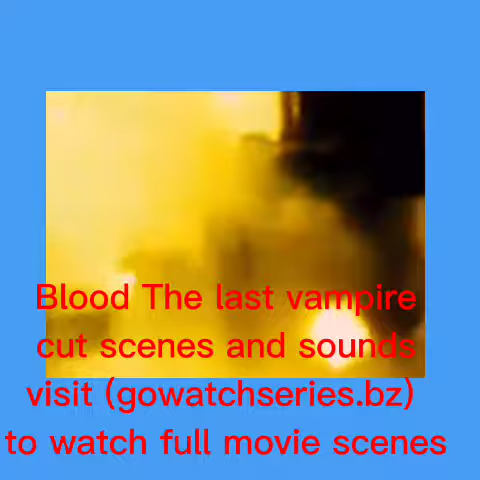 Blood The last vampire
cut scenes and sounds
visit (gowatchseries.bz)
to watch full movie scenes